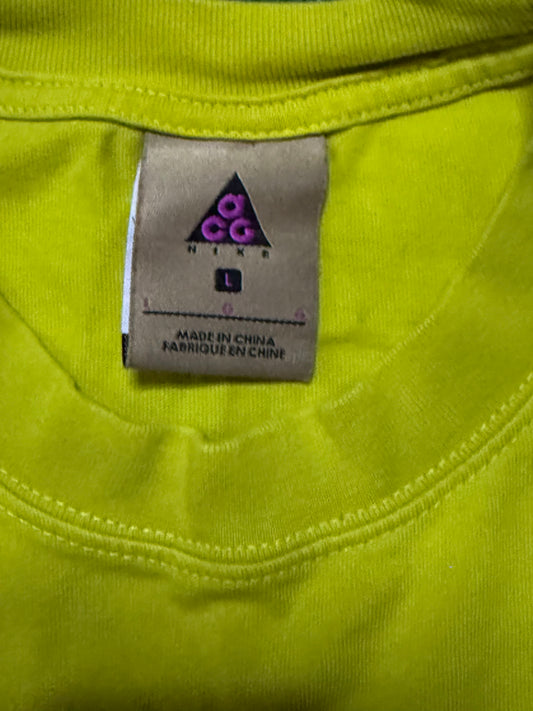 acG
NIKE
L
MADE IN CHINA
FABRIQUE EN CHINE